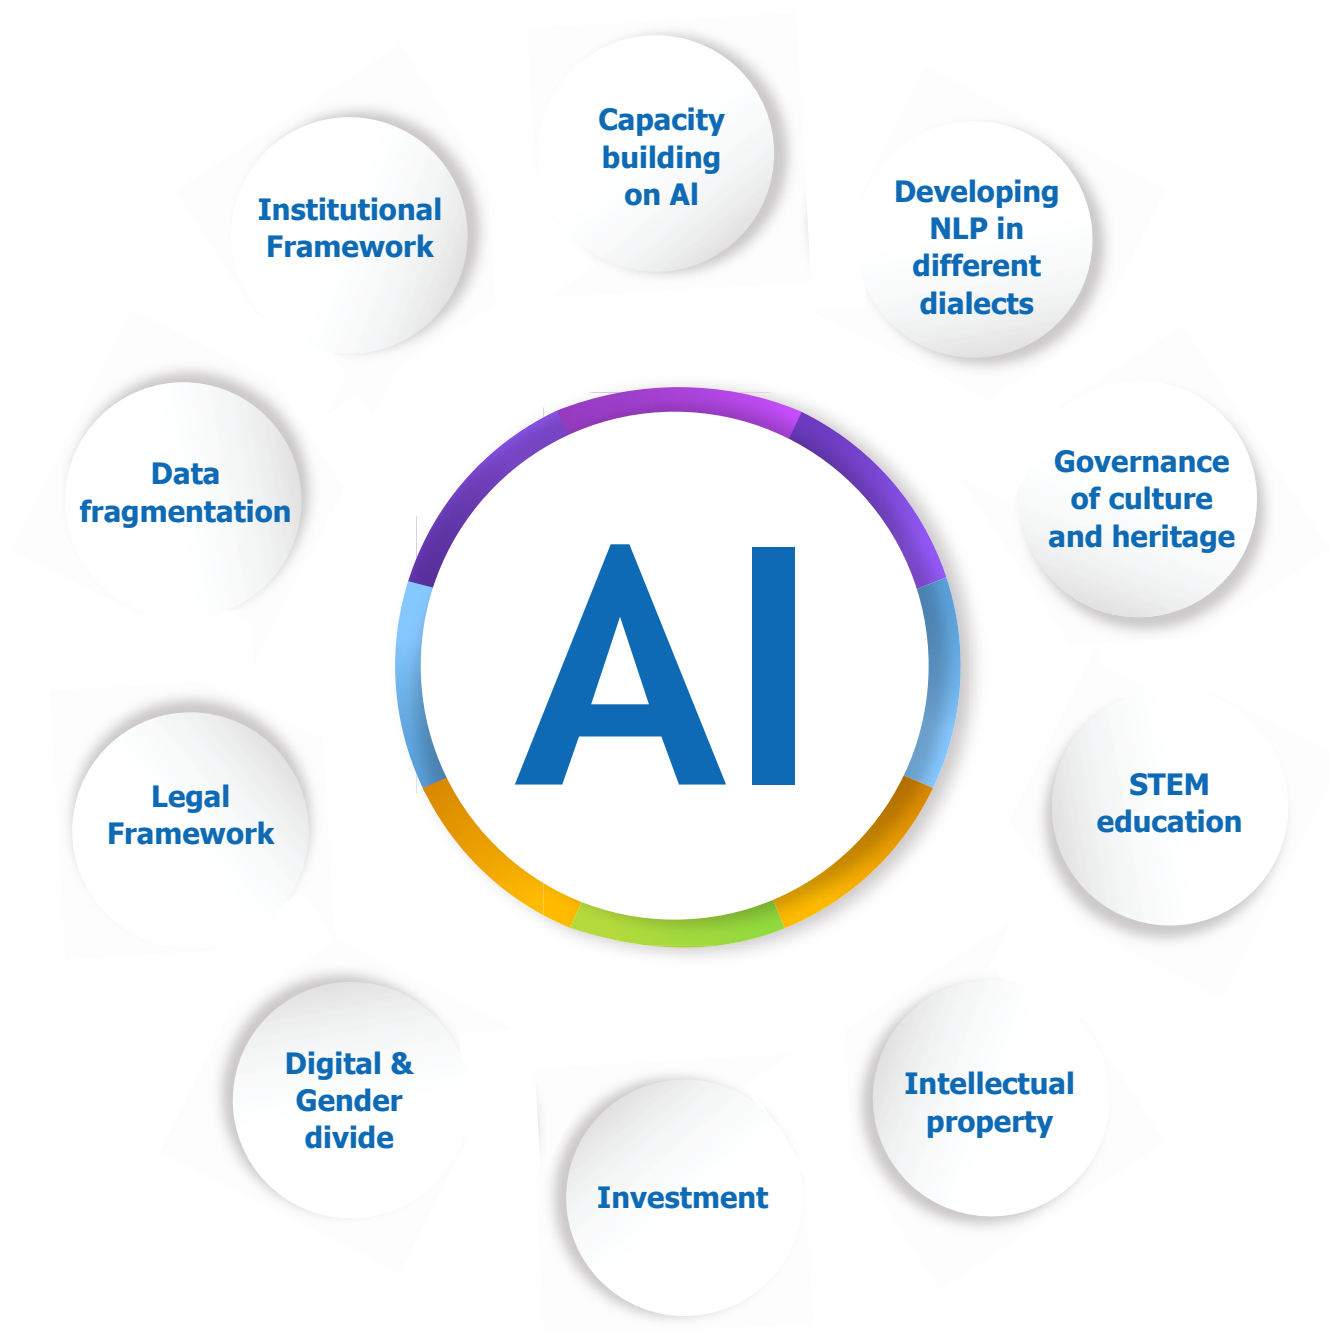 Capacity
building
on AI
Developing
NLP in
different
dialects
Governance
of culture
and heritage
STEM
education
Intellectual
property
Investment
Digital &
Gender
divide
Legal
Framework
Data
fragmentation
Institutional
Framework
AI